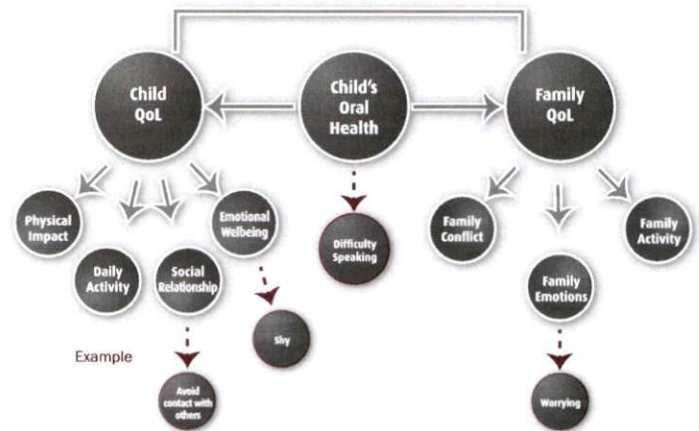 Child
QoL
Child's
Oral
Health
Family
QoL
Physical
Impact
Daily
Activity
Social
Relationship
Emotional
Welbeing
Difficulty
Speaking
Family
Conflict
Family
Emotions
Family
Activity
Example
Avoid
contact with
others
Shy
Worrying